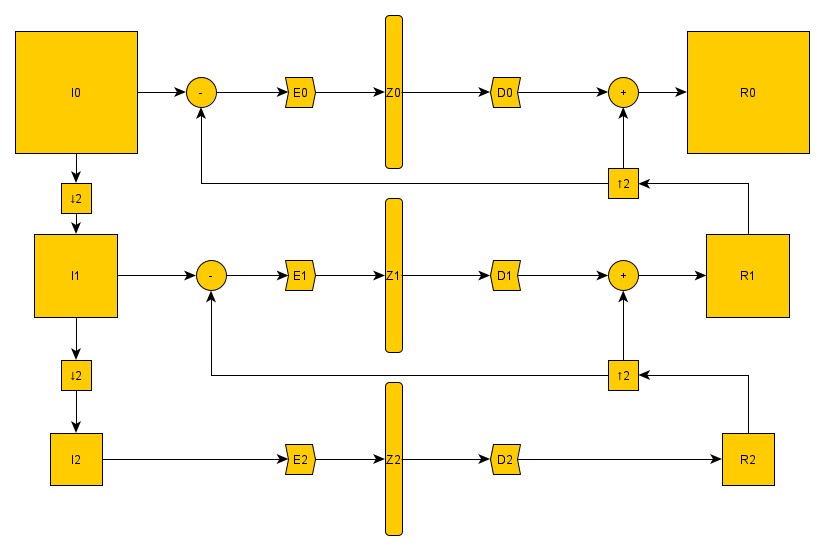 I0
-
E0
Z0
D0
+
R0
↓2
↑2
I1
-
E1
Z1
D1
+
R1
↓2
↑2
I2
E2
Z2
D2
R2